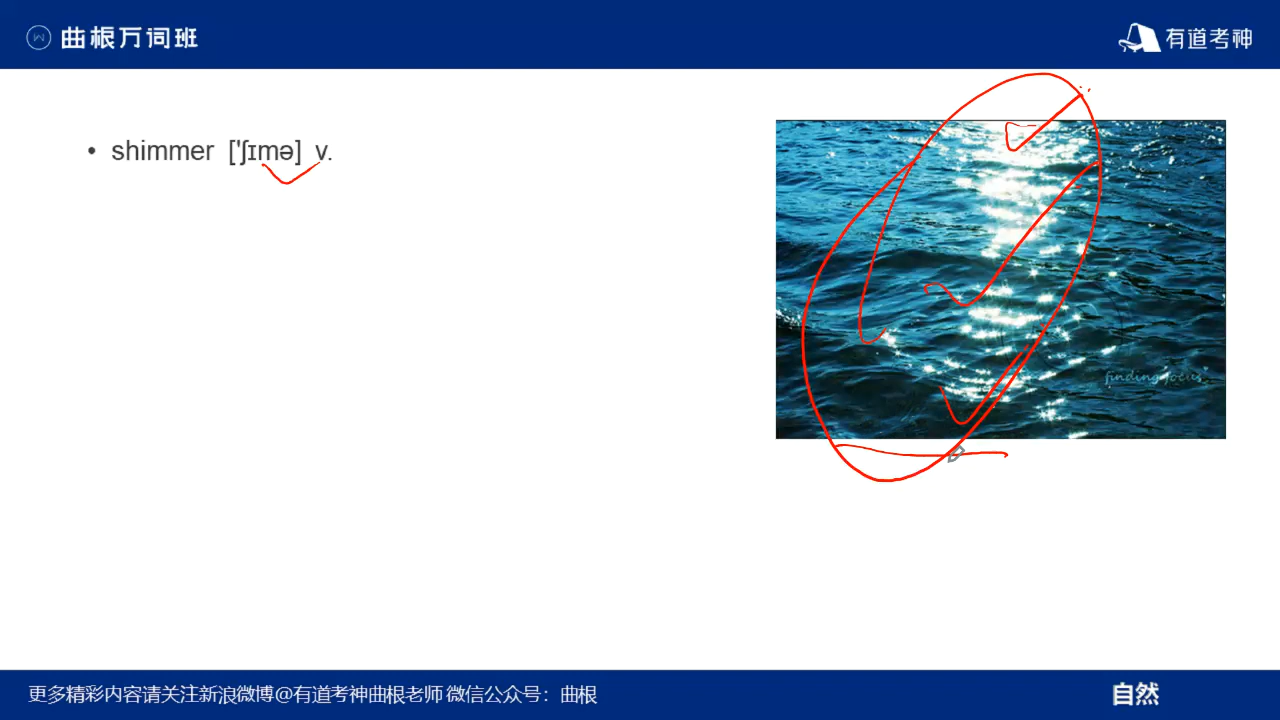 曲根万词班
有道考神
• shimmer ['ʃɪmə] v.
finding focus
更多精彩内容请关注新浪微博@有道考神曲根老师 微信公众号：曲根
自然